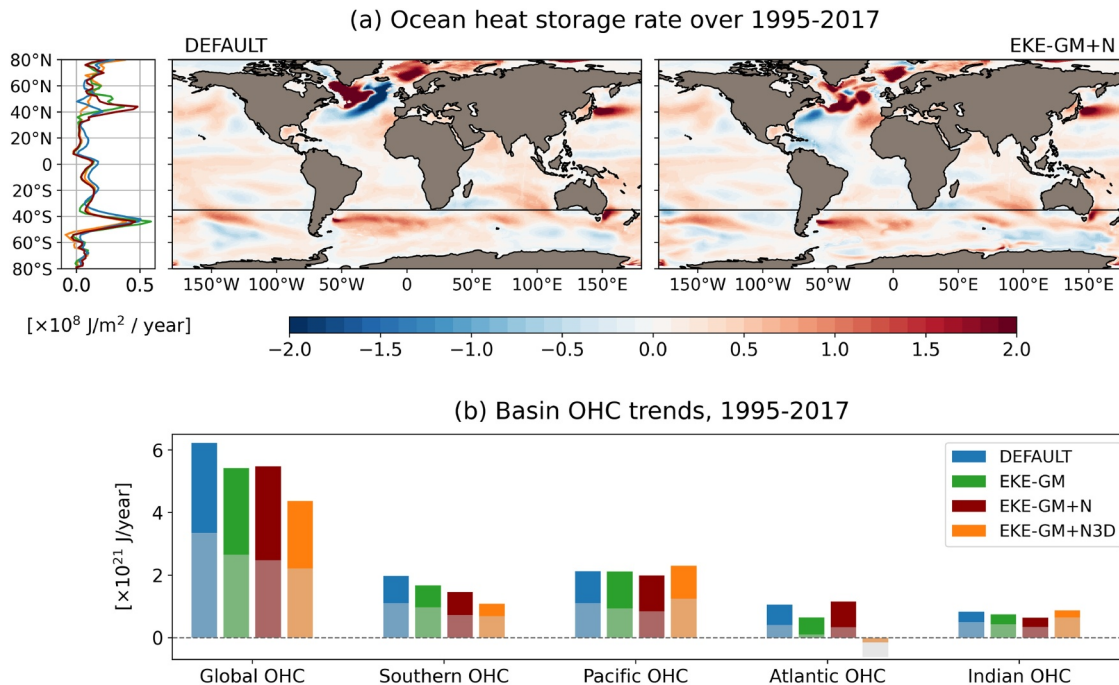 (a) Ocean heat storage rate over 1995-2017
DEFAULT
EKE-GM+N
80°N
60°N
40°N
20°N
0
20°S
40°S
60°S
80°S
0.0 0.5
150°W 100°W 50°W 0° 50°E 100°E 150°E
150°W 100°W 50°W 0° 50°E 100°E 150°E
[×10⁸ J/m² / year]
−2.0 −1.5 −1.0 −0.5 0.0 0.5 1.0 1.5 2.0
(b) Basin OHC trends, 1995-2017
[×10²¹ J/year]
6
4
2
0
DEFAULT
EKE-GM
EKE-GM+N
EKE-GM+N3D
Global OHC Southern OHC Pacific OHC Atlantic OHC Indian OHC